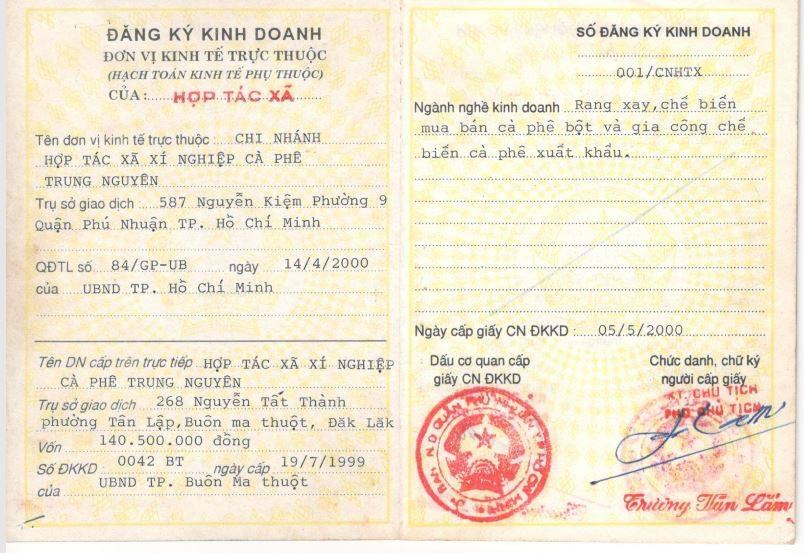 ĐĂNG KÝ KINH DOANH
ĐƠN VỊ KINH TẾ TRỰC THUỘC
(HẠCH TOÁN KINH TẾ PHỤ THUỘC)
CỦA: HỢP TÁC XÃ
Tên đơn vị kinh tế trực thuộc CHI NHÁNH
HỢP TÁC XÃ XÍ NGHIỆP CÀ PHÊ
TRUNG NGUYÊN
Trụ sở giao dịch 587 Nguyễn Kiệm Phường 9
Quận Phú Nhuận TP. Hồ Chí Minh
QĐTL số 84/GP-UB ngày 14/4/2000
của UBND TP. Hồ Chí Minh
Tên DN cấp trên trực tiếp HỢP TÁC XÃ XÍ NGHIỆP
CÀ PHÊ TRUNG NGUYÊN
Trụ sở giao dịch 268 Nguyễn Tất Thành
phường Tân Lập,Buôn ma thuột, Đăk Lăk
Vốn 140.500.000 đồng
Số ĐKKD 0042 BT ngày cấp 19/7/1999
của UBND TP. Buôn Ma thuột
SỐ ĐĂNG KÝ KINH DOANH
001/CNHTX
Ngành nghề kinh doanh Rang xay,chế biến
mua bán cà phê bột và gia công chế
biến cà phê xuất khẩu.
Ngày cấp giấy CN ĐKKD : 05/5/2000
Dấu cơ quan cấp
giấy CN ĐKKD
Chức danh, chữ ký
người cấp giấy
KT. CHỦ TỊCH
PHÓ CHỦ TỊCH
Trương Văn Lắm